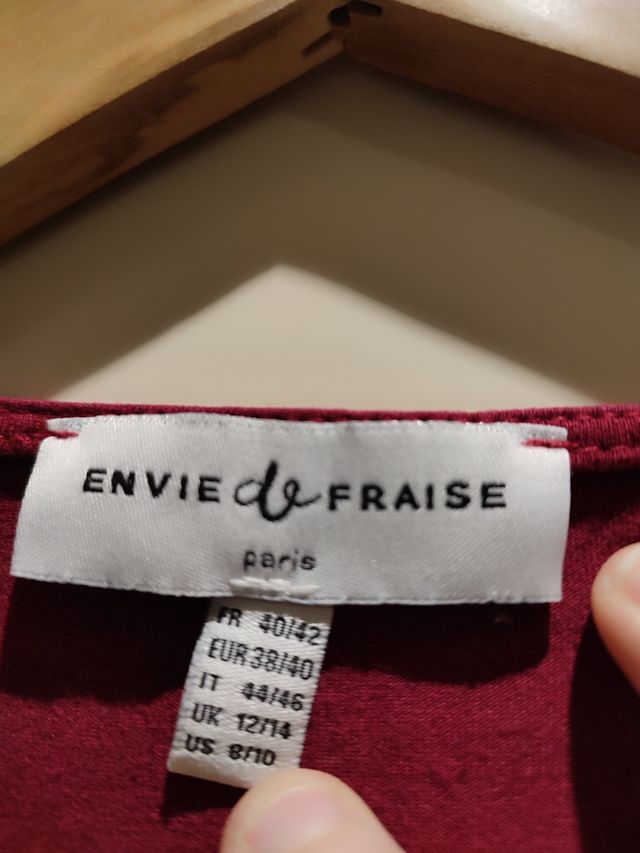 ENVIE de FRAISE
paris
FR 40/42
EUR 38/40
IT 44/46
UK 12/14
US 8/10